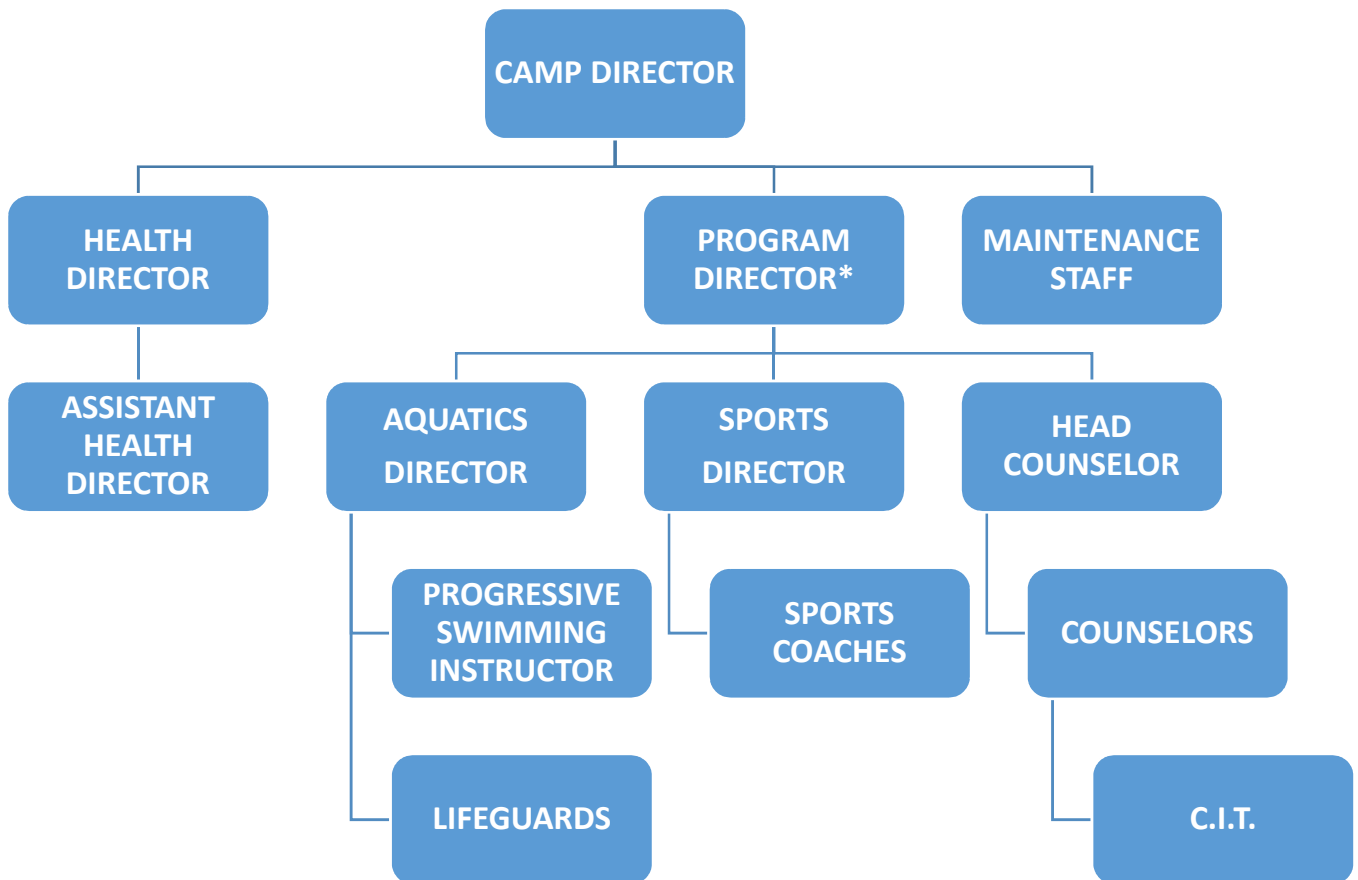 CAMP DIRECTOR
HEALTH
DIRECTOR
PROGRAM
DIRECTOR*
MAINTENANCE
STAFF
ASSISTANT
HEALTH
DIRECTOR
AQUATICS
DIRECTOR
SPORTS
DIRECTOR
HEAD
COUNSELOR
PROGRESSIVE
SWIMMING
INSTRUCTOR
SPORTS
COACHES
COUNSELORS
LIFEGUARDS
C.I.T.